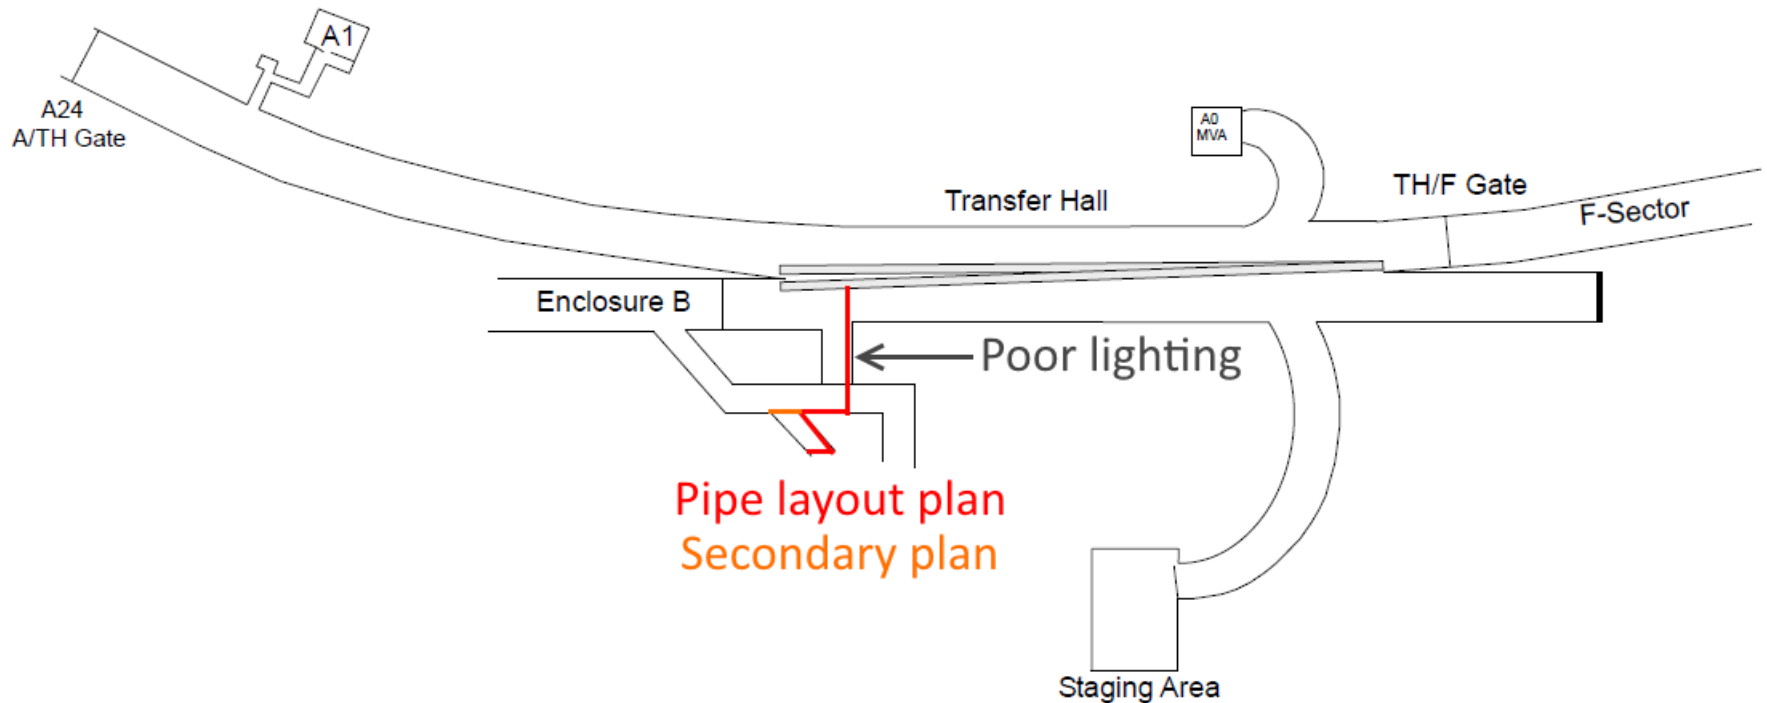 A1
A24
A/TH Gate
A0
MVA
Transfer Hall
TH/F Gate
F-Sector
Enclosure B
Poor lighting
Pipe layout plan
Secondary plan
Staging Area